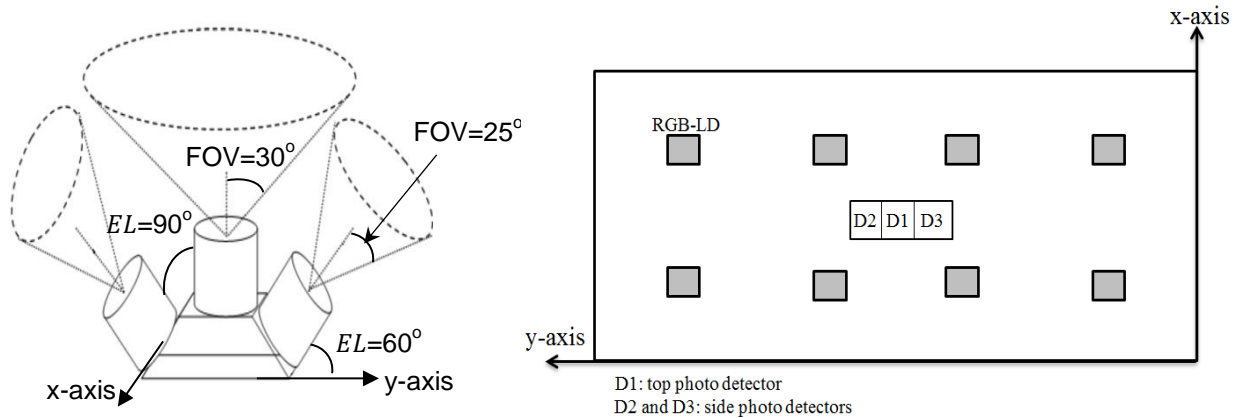 FOV=30°
FOV=25°
EL=90°
EL=60°
x-axis
y-axis
x-axis
RGB-LD
D2 D1 D3
y-axis
D1: top photo detector
D2 and D3: side photo detectors